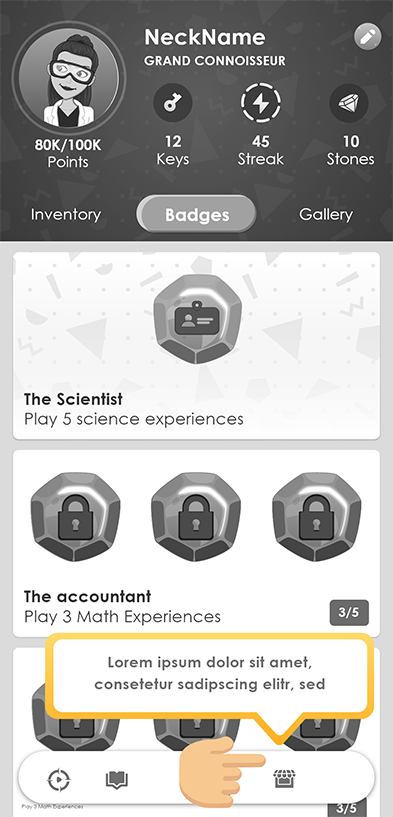 NeckName
GRAND CONNOISSEUR
80K/100K
Points
12
Keys
45
Streak
10
Stones
Inventory
Badges
Gallery
The Scientist
Play 5 science experiences
The accountant
Play 3 Math Experiences
3/5
Lorem ipsum dolor sit amet,
consetetur sadipscing elitr, sed
Play 3 Math Experiences
3/5